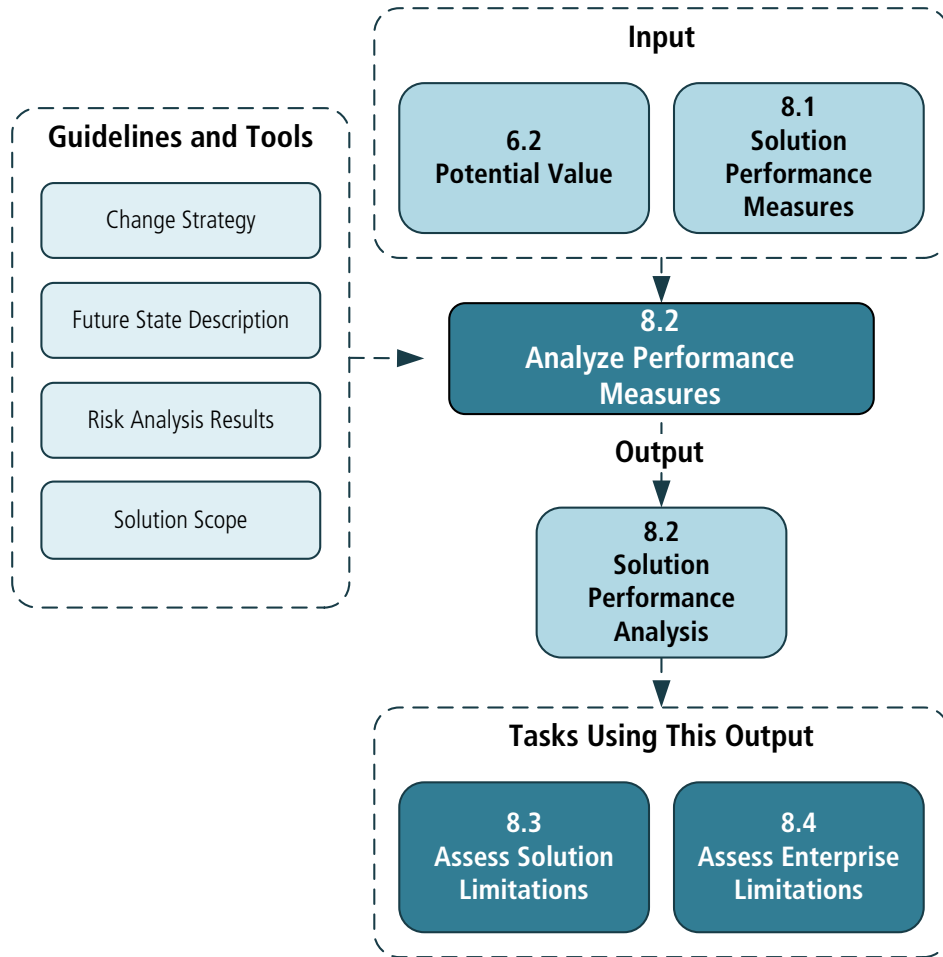 Input
6.2
Potential Value
8.1
Solution
Performance
Measures
Guidelines and Tools
Change Strategy
Future State Description
Risk Analysis Results
Solution Scope
8.2
Analyze Performance
Measures
Output
8.2
Solution
Performance
Analysis
Tasks Using This Output
8.3
Assess Solution
Limitations
8.4
Assess Enterprise
Limitations